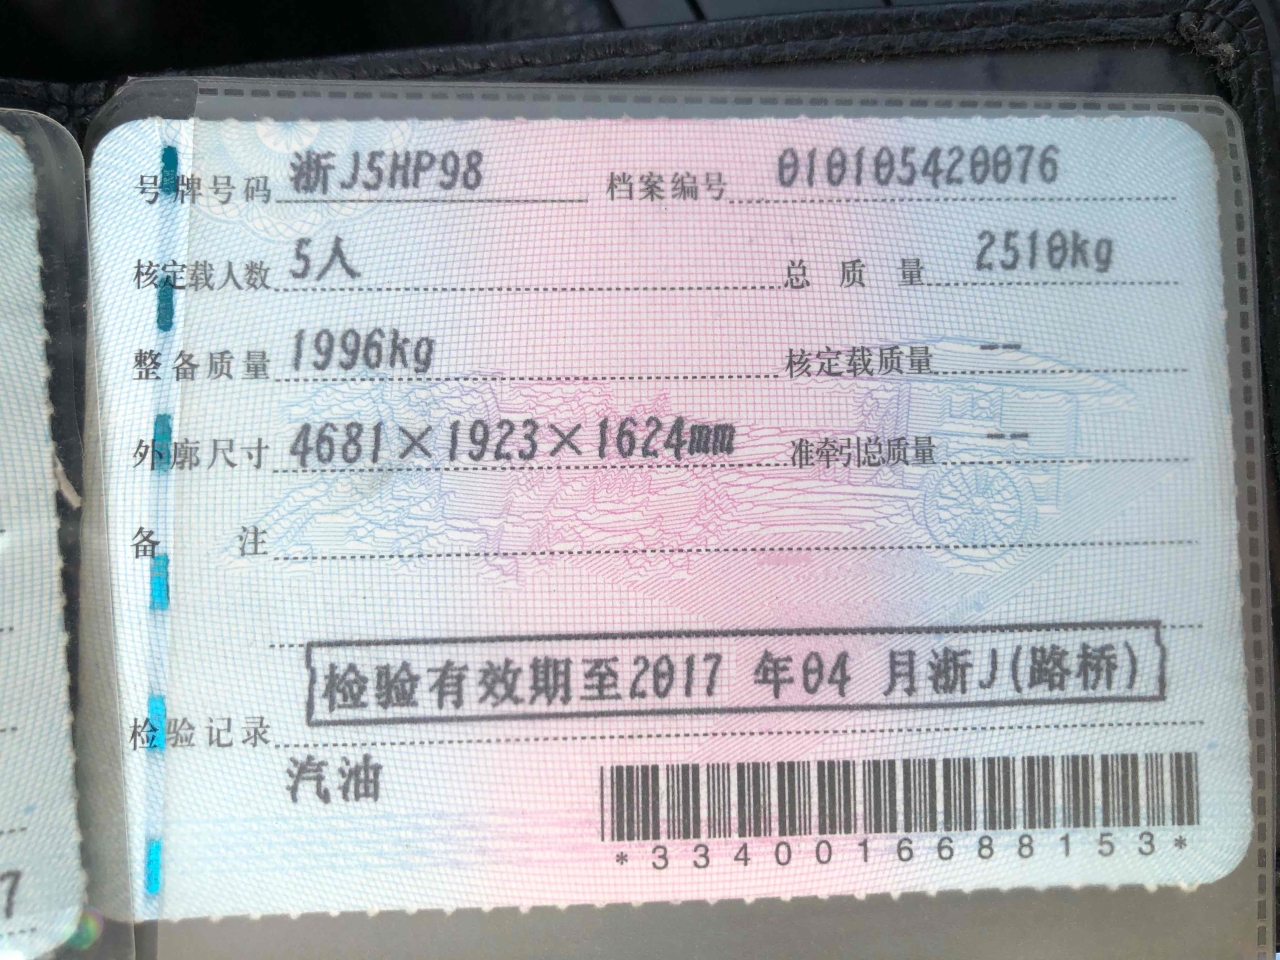 号牌号码 浙J5HP98 档案编号 010105420076
核定载人数 5人 总质量 2510kg
整备质量 1996kg 核定载质量 --
外廓尺寸 4681×1923×1624mm 准牵引总质量 --
备注
检验有效期至2017 年04 月浙J(路桥)
检验记录
汽油
*3340016688153*
7